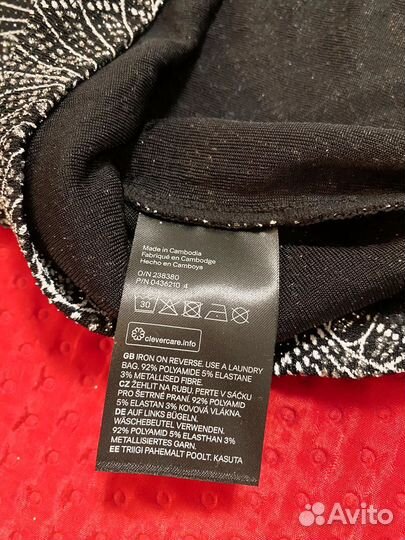 Made in Cambodia
Fabriqué en Cambodge
Hecho en Camboya
O/N 238380
P/N 0436210 4
30
clevercare.info
GB IRON ON REVERSE. USE A LAUNDRY
BAG. 92% POLYAMIDE 5% ELASTANE
3% METALLISED FIBRE.
CZ ŽEHLIT NA RUBU. PERTE V SÁČKU
PRO ŠETRNÉ PRANÍ. 92% POLYAMID
5% ELASTAN 3% KOVOVÁ VLÁKNA.
DE AUF LINKS BÜGELN.
WÄSCHEBEUTEL VERWENDEN.
92% POLYAMID 5% ELASTHAN 3%
METALLISIERTES GARN.
EE TRIIGI PAHEMALT POOLT. KASUTA
Avito